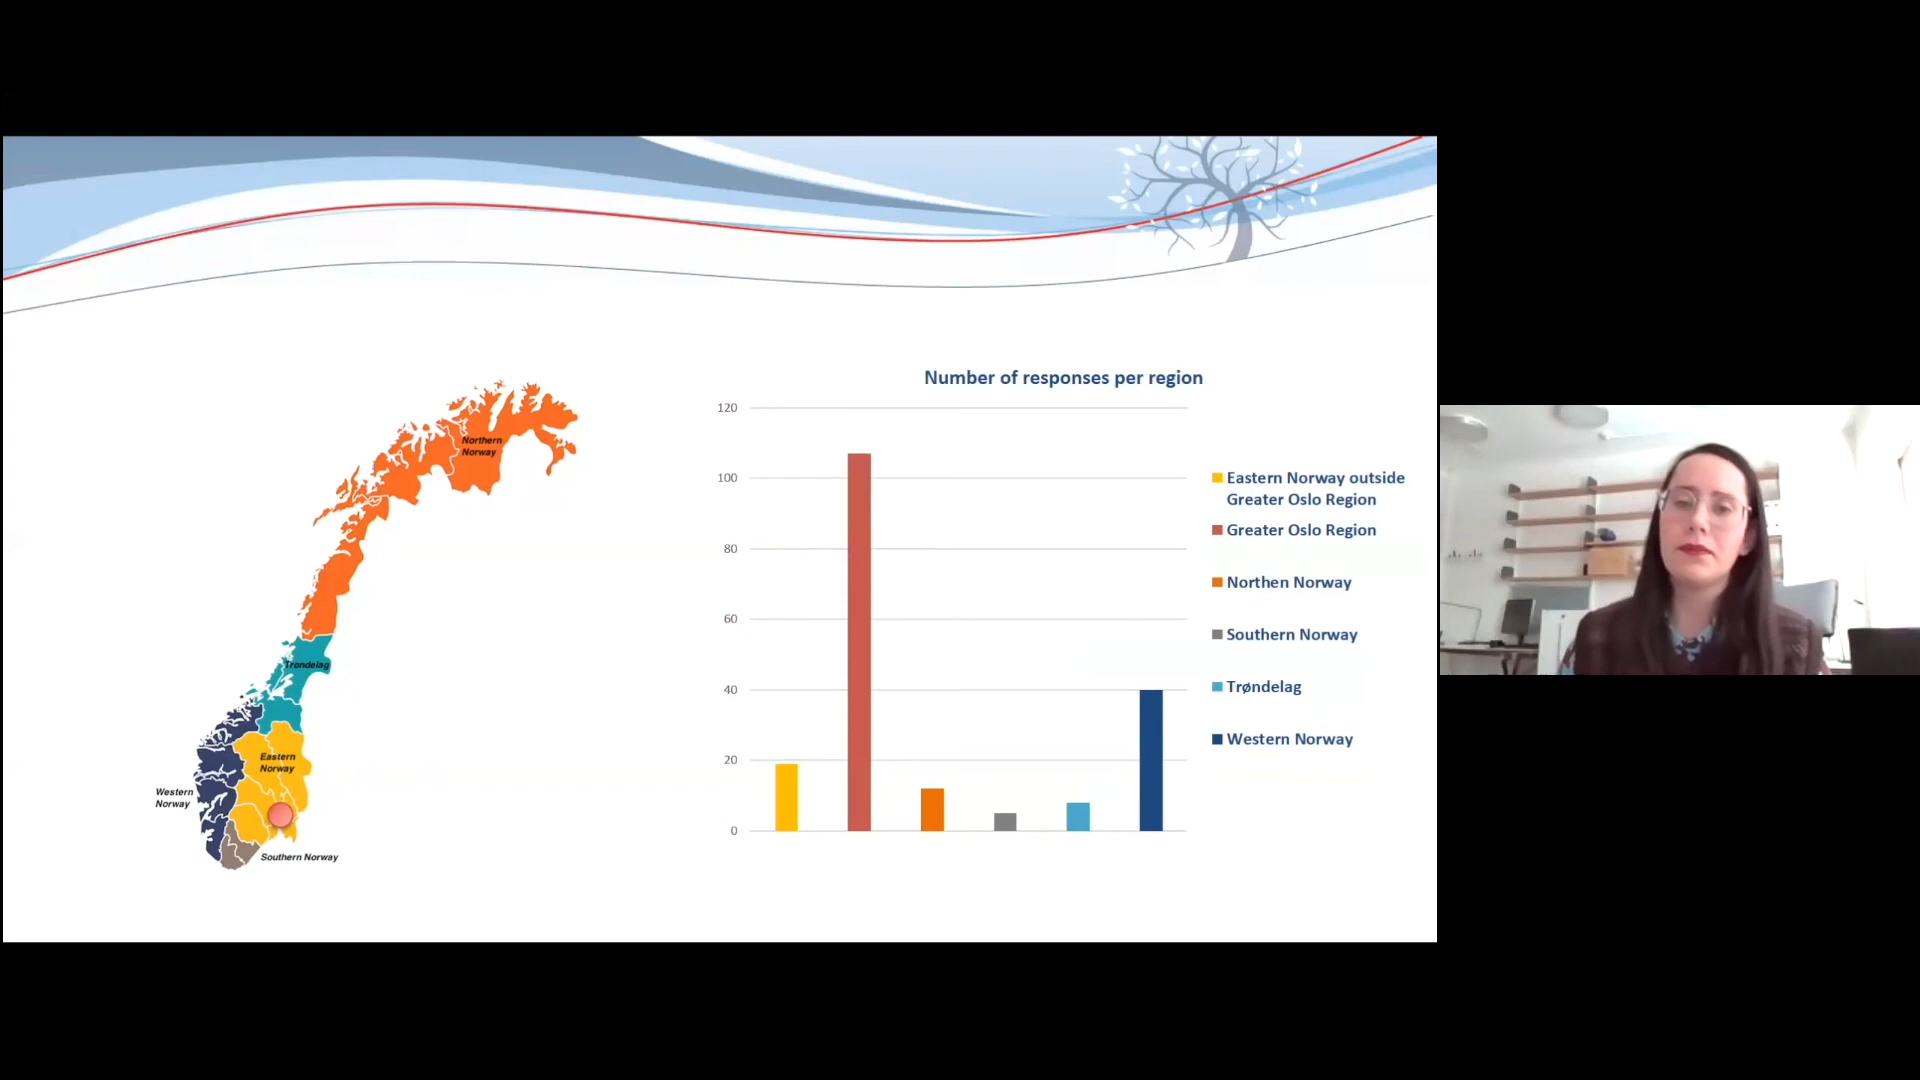 Northern
Norway
Trøndelag
Eastern
Norway
Western
Norway
Southern Norway
Number of responses per region
120
100
80
60
40
20
0
Eastern Norway outside
Greater Oslo Region
Greater Oslo Region
Northen Norway
Southern Norway
Trøndelag
Western Norway